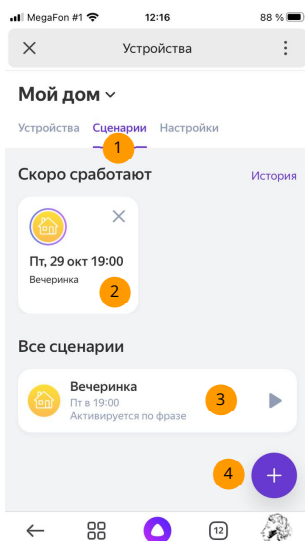 MegaFon #1 12:16 88 %
Устройства
Мой дом
Устройства Сценарии Настройки
1
Скоро сработают История
Пт, 29 окт 19:00
Вечеринка
2
Все сценарии
Вечеринка
Пт в 19:00
3
Активируется по фразе
4
12